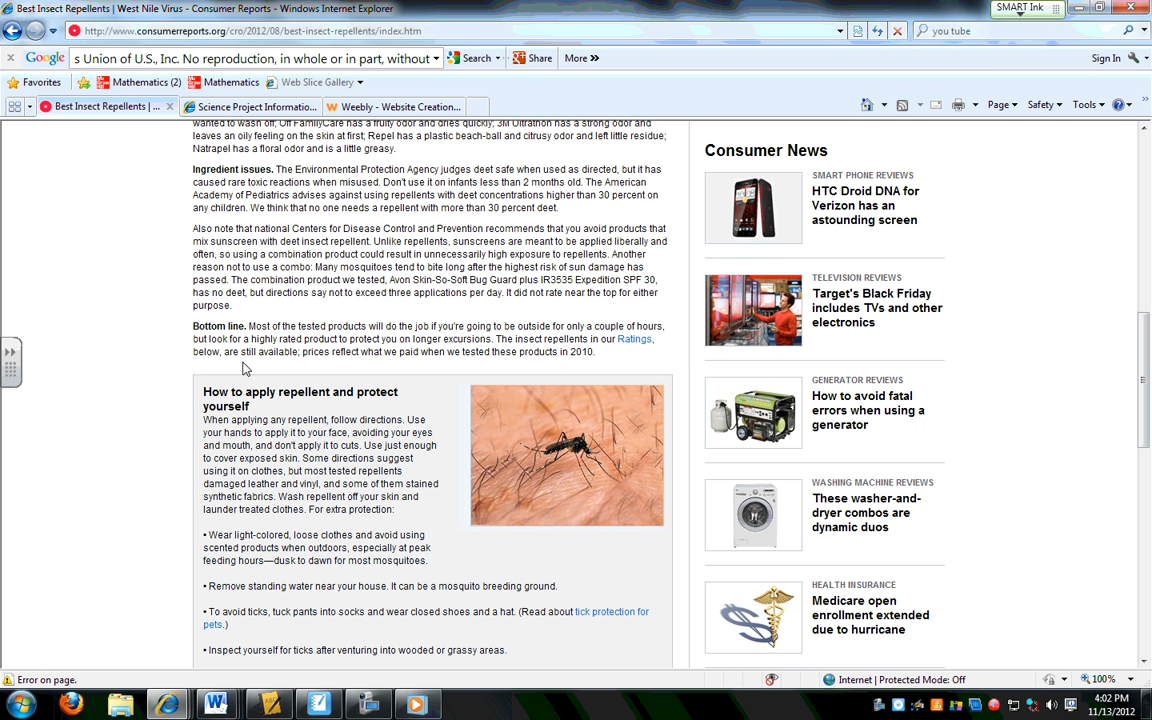 Best Insect Repellents | West Nile Virus - Consumer Reports - Windows Internet Explorer
SMART Ink
http://www.consumerreports.org/cro/2012/08/best-insect-repellents/index.htm
you tube
Google
s Union of U.S., Inc. No reproduction, in whole or in part, without
Search
Share
More »
Sign In
Favorites
Mathematics (2)
Mathematics
Web Slice Gallery
Best Insect Repellents | ...
Science Project Informatio...
Weebly - Website Creation...
Page
Safety
Tools
wanted to wash off; Off FamilyCare has a fruity odor and dries quickly; 3M Ultrathon has a strong odor and
leaves an oily feeling on the skin at first; Repel has a plastic beach-ball and citrusy odor and left little residue;
Natrapel has a floral odor and is a little greasy.
Ingredient issues. The Environmental Protection Agency judges deet safe when used as directed, but it has
caused rare toxic reactions when misused. Don't use it on infants less than 2 months old. The American
Academy of Pediatrics advises against using repellents with deet concentrations higher than 30 percent on
any children. We think that no one needs a repellent with more than 30 percent deet.
Also note that national Centers for Disease Control and Prevention recommends that you avoid products that
mix sunscreen with deet insect repellent. Unlike repellents, sunscreens are meant to be applied liberally and
often, so using a combination product could result in unnecessarily high exposure to repellents. Another
reason not to use a combo: Many mosquitoes tend to bite long after the highest risk of sun damage has
passed. The combination product we tested, Avon Skin-So-Soft Bug Guard plus IR3535 Expedition SPF 30,
has no deet, but directions say not to exceed three applications per day. It did not rate near the top for either
purpose.
Bottom line. Most of the tested products will do the job if you're going to be outside for only a couple of hours,
but look for a highly rated product to protect you on longer excursions. The insect repellents in our Ratings,
below, are still available; prices reflect what we paid when we tested these products in 2010.
How to apply repellent and protect
yourself
When applying any repellent, follow directions. Use
your hands to apply it to your face, avoiding your eyes
and mouth, and don't apply it to cuts. Use just enough
to cover exposed skin. Some directions suggest
using it on clothes, but most tested repellents
damaged leather and vinyl, and some of them stained
synthetic fabrics. Wash repellent off your skin and
launder treated clothes. For extra protection:
• Wear light-colored, loose clothes and avoid using
scented products when outdoors, especially at peak
feeding hours—dusk to dawn for most mosquitoes.
• Remove standing water near your house. It can be a mosquito breeding ground.
• To avoid ticks, tuck pants into socks and wear closed shoes and a hat. (Read about tick protection for
pets.)
• Inspect yourself for ticks after venturing into wooded or grassy areas.
Consumer News
SMART PHONE REVIEWS
HTC Droid DNA for
Verizon has an
astounding screen
TELEVISION REVIEWS
Target's Black Friday
includes TVs and other
electronics
GENERATOR REVIEWS
How to avoid fatal
errors when using a
generator
WASHING MACHINE REVIEWS
These washer-and-
dryer combos are
dynamic duos
HEALTH INSURANCE
Medicare open
enrollment extended
due to hurricane
Error on page.
Internet | Protected Mode: Off
100%
4:02 PM
11/13/2012